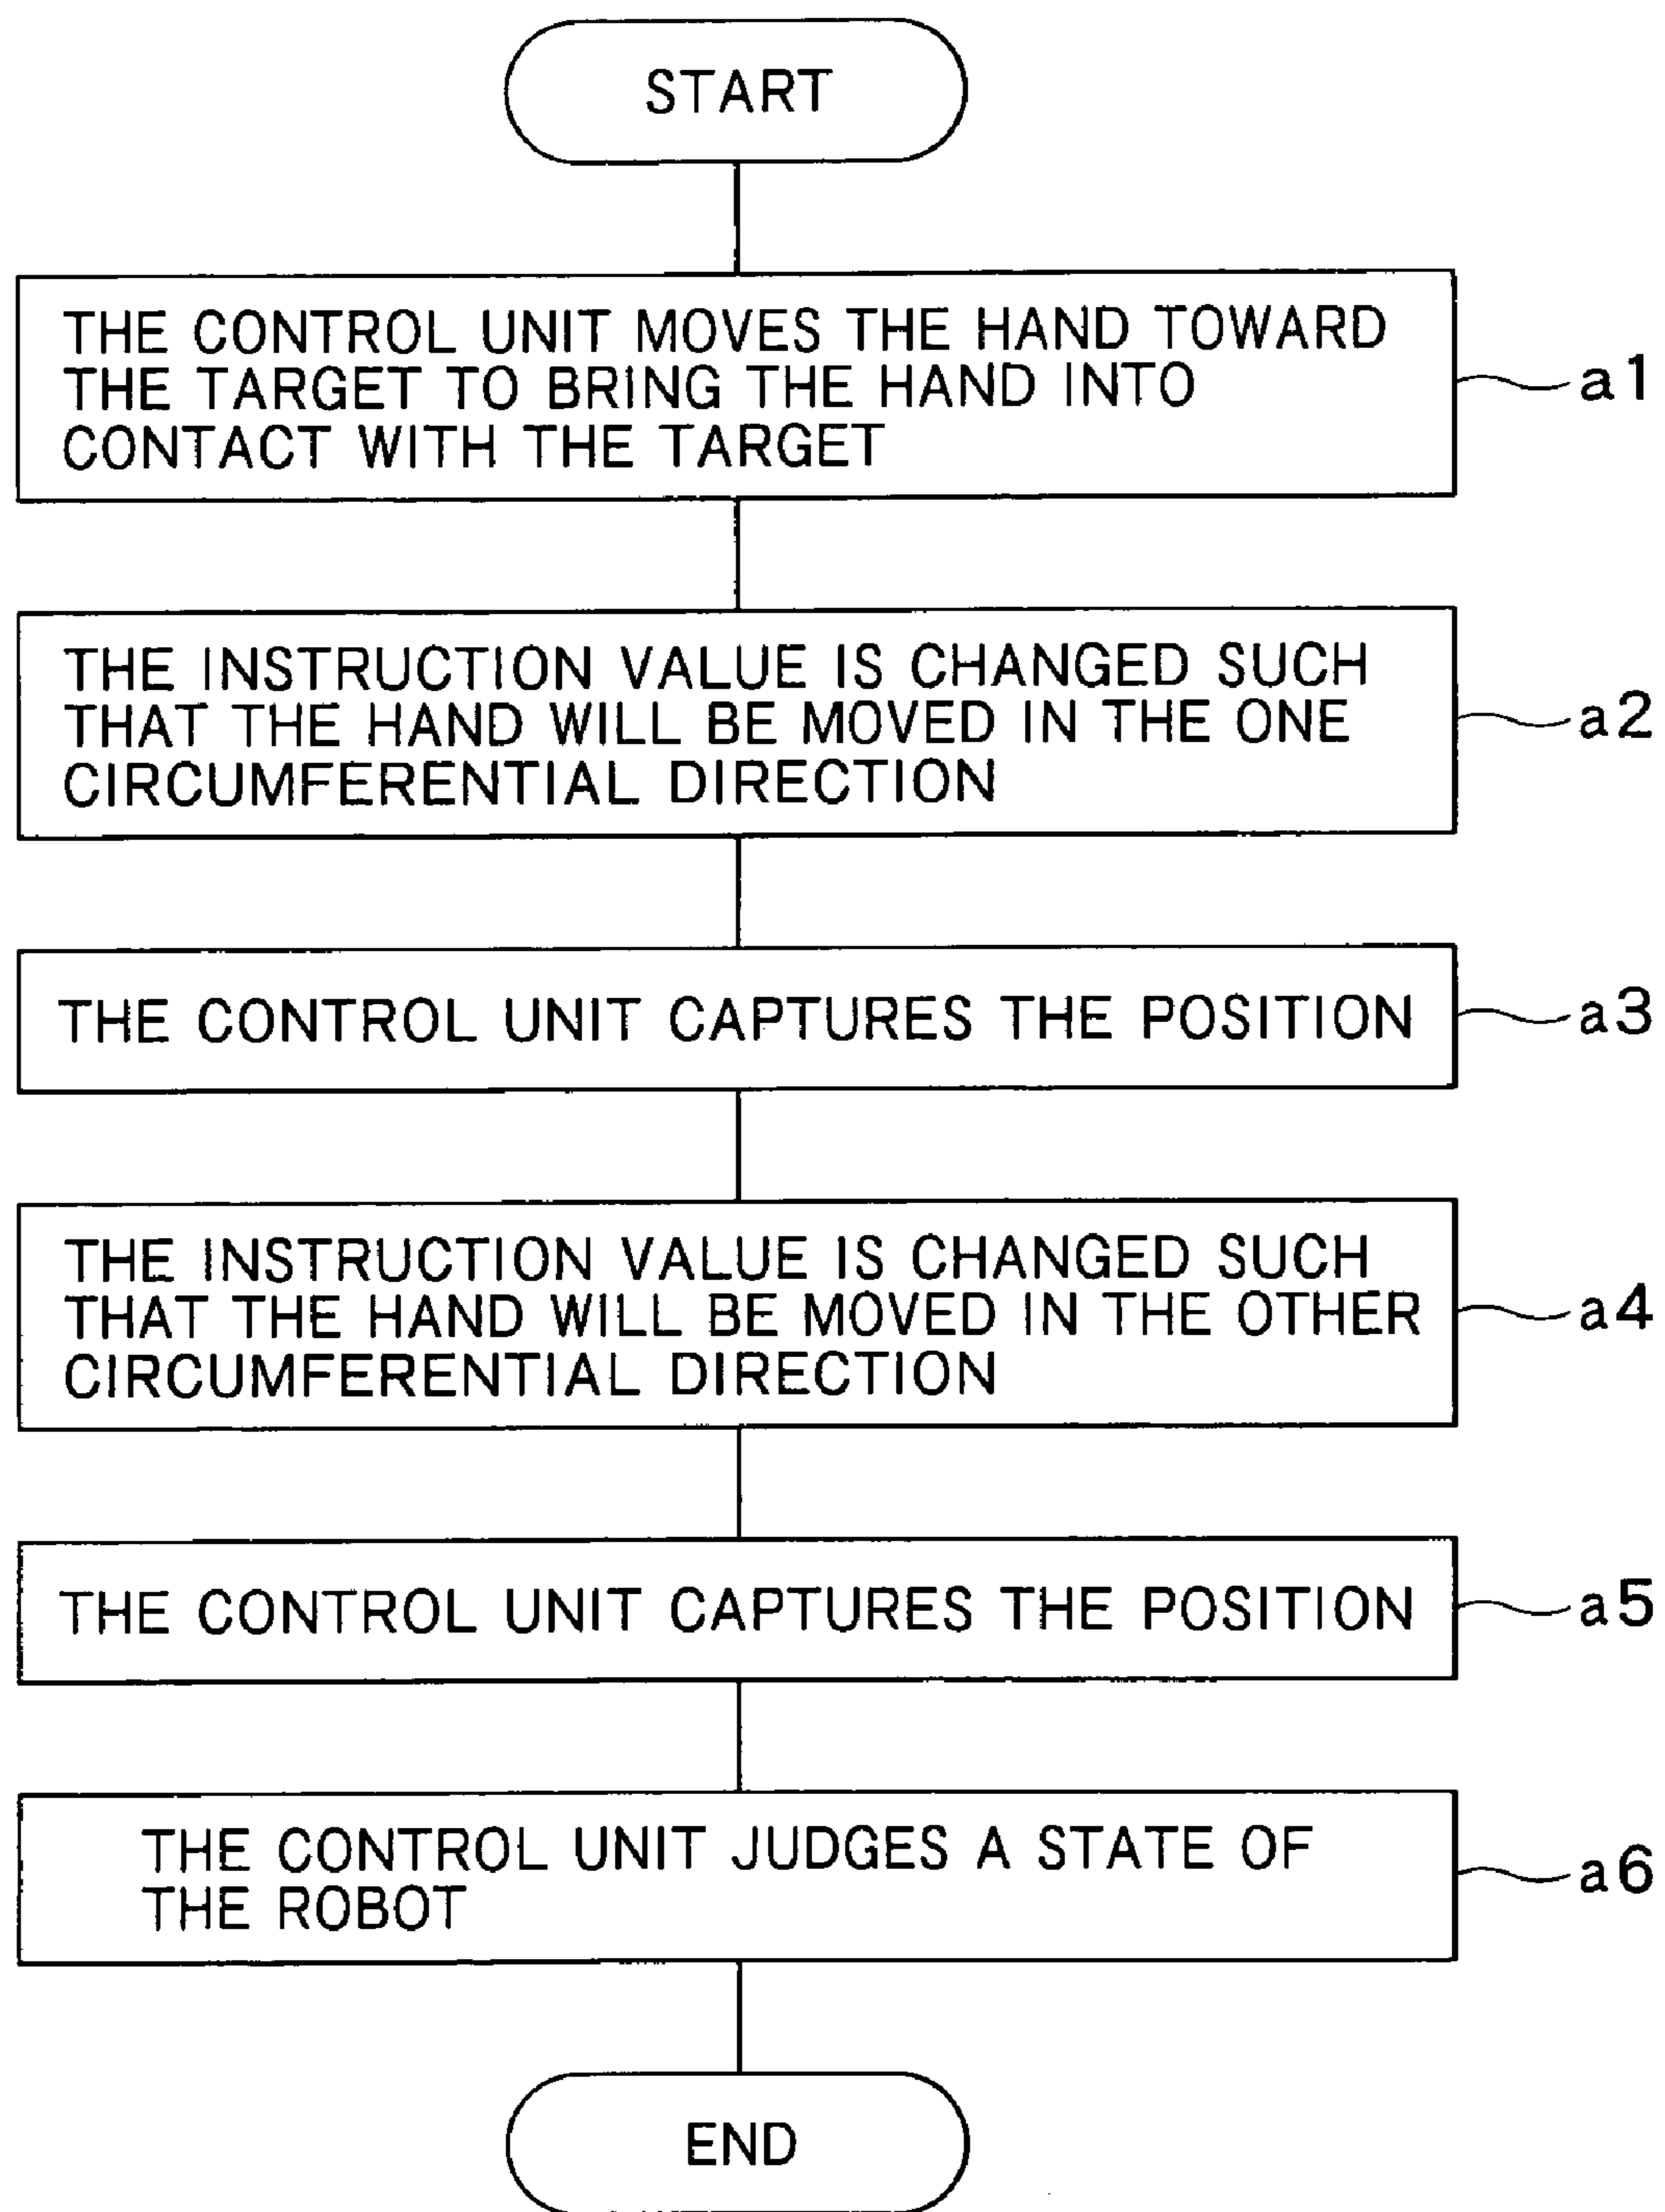 START
THE CONTROL UNIT MOVES THE HAND TOWARD
THE TARGET TO BRING THE HAND INTO
CONTACT WITH THE TARGET
a1
THE INSTRUCTION VALUE IS CHANGED SUCH
THAT THE HAND WILL BE MOVED IN THE ONE
CIRCUMFERENTIAL DIRECTION
a2
THE CONTROL UNIT CAPTURES THE POSITION
a3
THE INSTRUCTION VALUE IS CHANGED SUCH
THAT THE HAND WILL BE MOVED IN THE OTHER
CIRCUMFERENTIAL DIRECTION
a4
THE CONTROL UNIT CAPTURES THE POSITION
a5
THE CONTROL UNIT JUDGES A STATE OF
THE ROBOT
a6
END